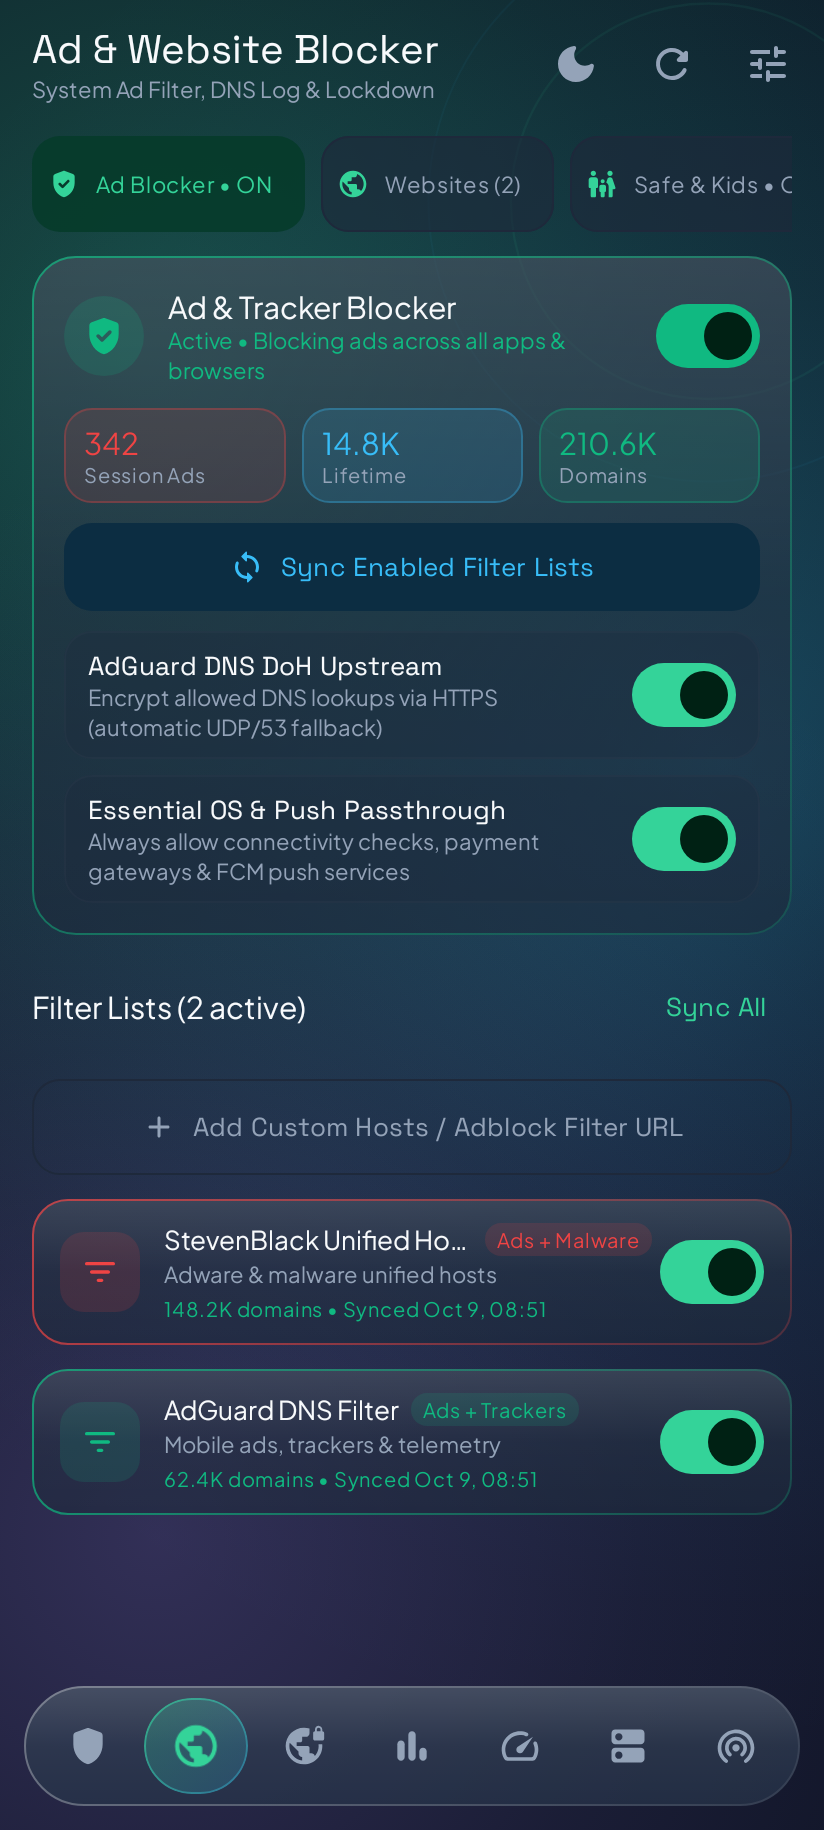 Ad & Website Blocker
System Ad Filter, DNS Log & Lockdown
Ad Blocker • ON
Websites (2)
Safe & Kids •
Ad & Tracker Blocker
Active • Blocking ads across all apps &
browsers
342
Session Ads
14.8K
Lifetime
210.6K
Domains
Sync Enabled Filter Lists
AdGuard DNS DoH Upstream
Encrypt allowed DNS lookups via HTTPS
(automatic UDP/53 fallback)
Essential OS & Push Passthrough
Always allow connectivity checks, payment
gateways & FCM push services
Filter Lists (2 active)
Sync All
Add Custom Hosts / Adblock Filter URL
StevenBlack Unified Ho...
Ads + Malware
Adware & malware unified hosts
148.2K domains • Synced Oct 9, 08:51
AdGuard DNS Filter
Ads + Trackers
Mobile ads, trackers & telemetry
62.4K domains • Synced Oct 9, 08:51